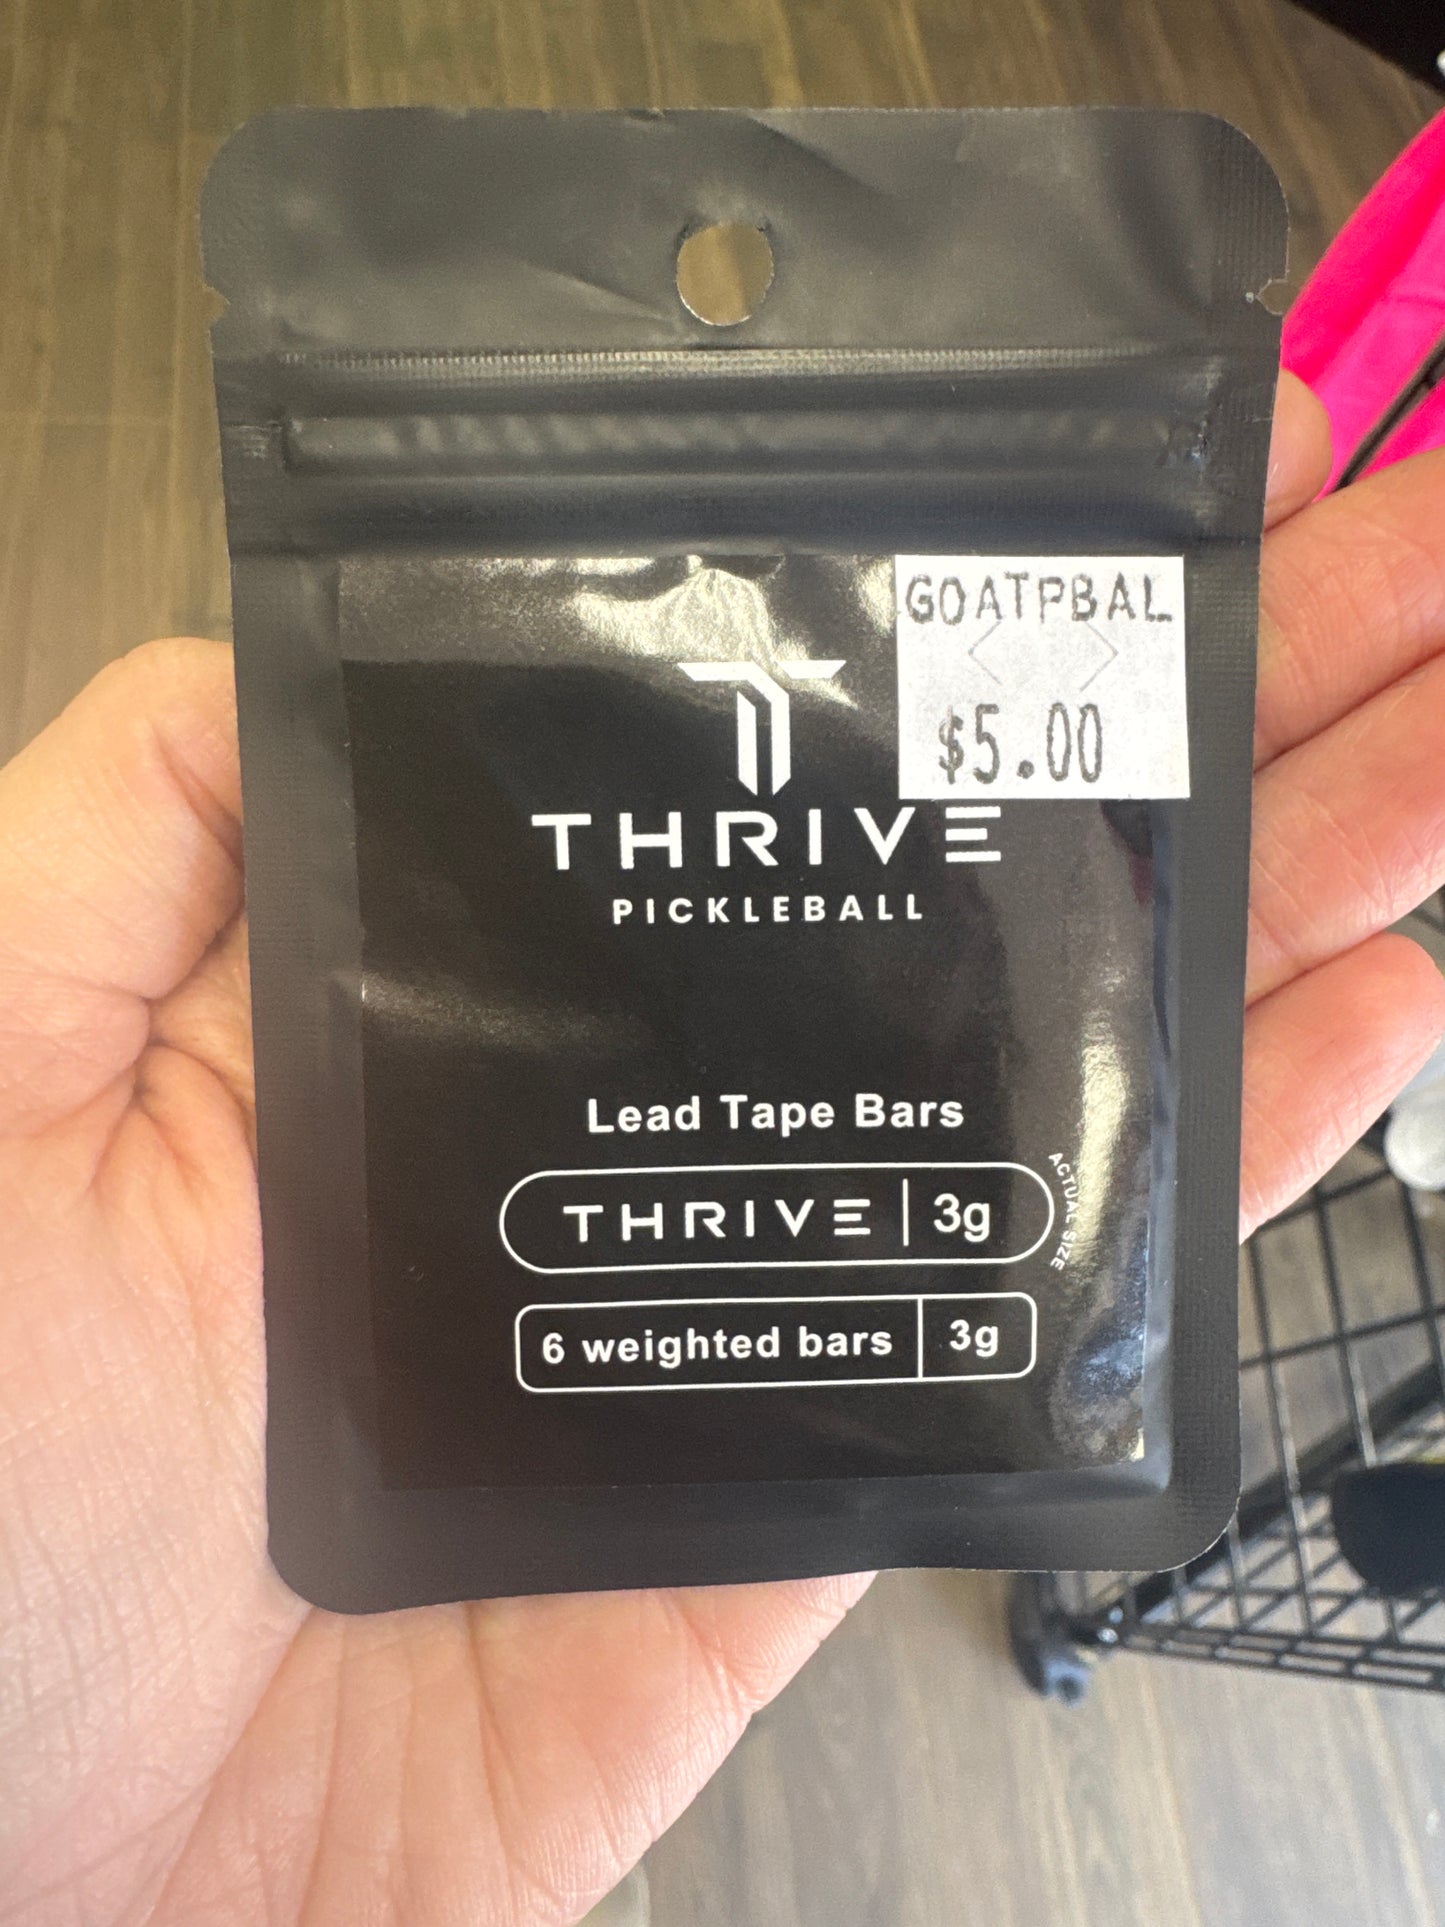 GOATPBAL
$5.00
THRIVE
PICKLEBALL
Lead Tape Bars
THRIVE | 3g
ACTUAL SIZE
6 weighted bars | 3g